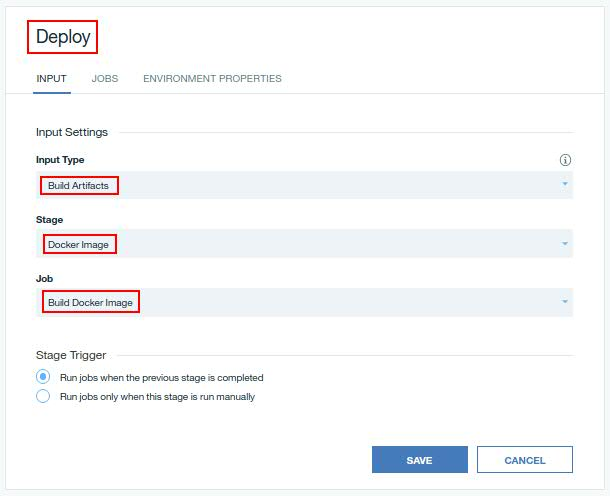 Deploy
INPUT JOBS ENVIRONMENT PROPERTIES
Input Settings
Input Type
Build Artifacts
Stage
Docker Image
Job
Build Docker Image
Stage Trigger
Run jobs when the previous stage is completed
Run jobs only when this stage is run manually
SAVE CANCEL